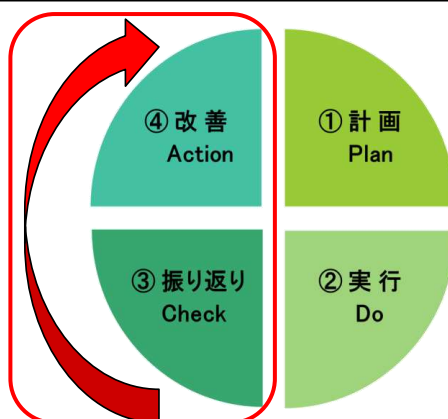 ④改善
Action
①計画
Plan
③振り返り
Check
②実行
Do